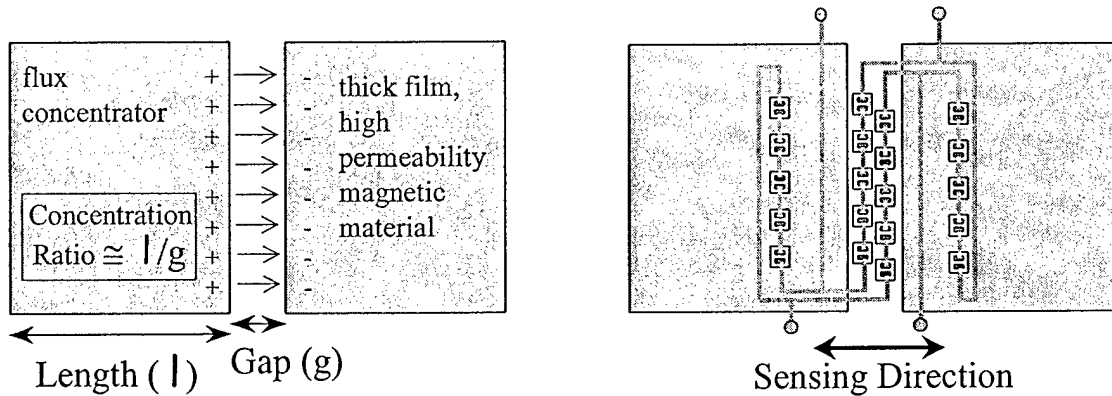 flux
concentrator
Concentration
Ratio ≅ l/g
+ + + + + + + +
- - - - - - - -
thick film,
high
permeability
magnetic
material
Length ( l )
Gap (g)
Sensing Direction